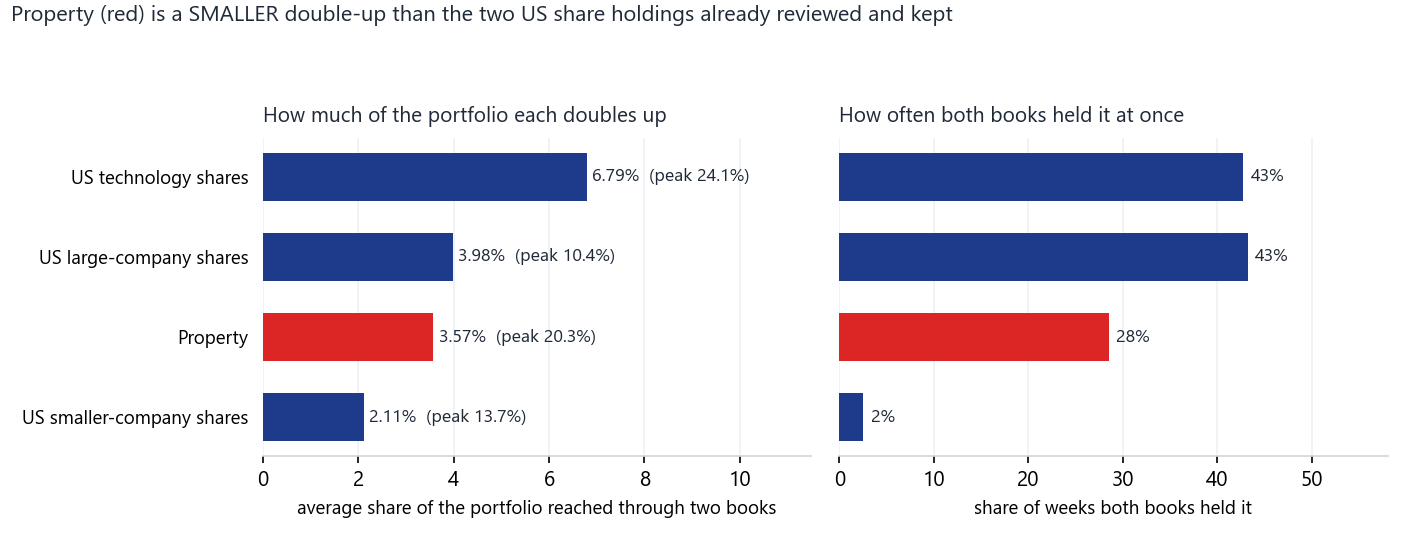 Property (red) is a SMALLER double-up than the two US share holdings already reviewed and kept
How much of the portfolio each doubles up
How often both books held it at once
US technology shares
6.79% (peak 24.1%)
43%
US large-company shares
3.98% (peak 10.4%)
43%
Property
3.57% (peak 20.3%)
28%
US smaller-company shares
2.11% (peak 13.7%)
2%
0 2 4 6 8 10
0 10 20 30 40 50
average share of the portfolio reached through two books
share of weeks both books held it